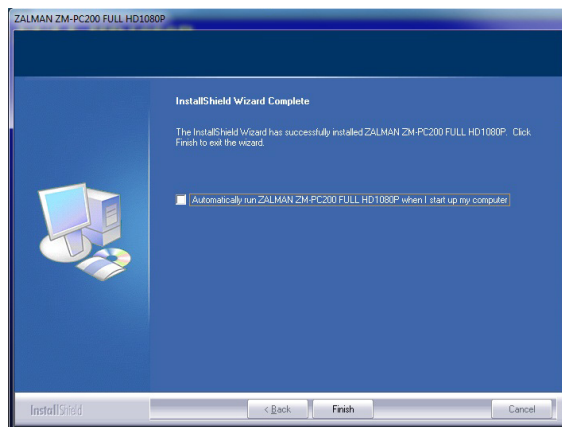 ZALMAN ZM-PC200 FULL HD1080P
InstallShield Wizard Complete
The InstallShield Wizard has successfully installed ZALMAN ZM-PC200 FULL HD1080P. Click
Finish to exit the wizard.
Automatically run ZALMAN ZM-PC200 FULL HD1080P when I start up my computer
InstallShield
< Back
Finish
Cancel